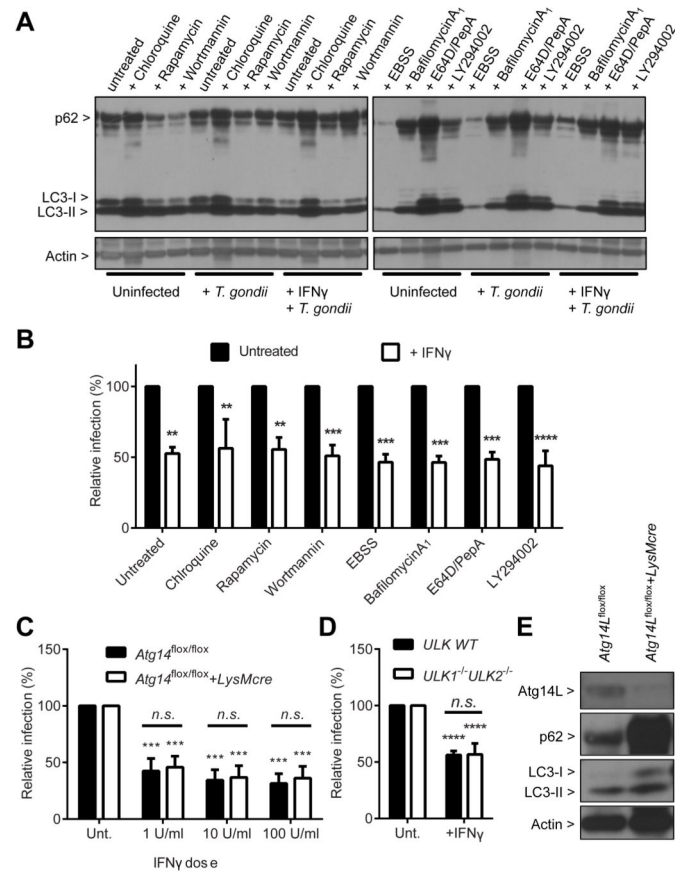 A
untreated
+ Chloroquine
+ Rapamycin
+ Wortmannin
untreated
+ Chloroquine
+ Rapamycin
+ Wortmannin
untreated
+ Chloroquine
+ Rapamycin
+ Wortmannin
+ EBSS
+ BafilomycinA₁
+ E64D/PepA
+ LY294002
+ EBSS
+ BafilomycinA₁
+ E64D/PepA
+ LY294002
+ EBSS
+ BafilomycinA₁
+ E64D/PepA
+ LY294002
p62 >
LC3-I >
LC3-II >
Actin >
Uninfected
+ T. gondii
+ IFNγ
+ T. gondii
Uninfected
+ T. gondii
+ IFNγ
+ T. gondii
B
Untreated
+ IFNγ
Relative infection (%)
100
50
0
** ** ** *** *** *** *** ****
Untreated
Chlroquine
Rapamycin
Wortmannin
EBSS
BafilomycinA₁
E64D/PepA
LY294002
C
Atg14flox/flox
Atg14flox/flox+LysMcre
Relative infection (%)
150
100
50
0
n.s. n.s. n.s.
*** *** *** *** *** ***
Unt. 1 U/ml 10 U/ml 100 U/ml
IFNγ dos e
D
ULK WT
ULK1-/-ULK2-/-
Relative infection (%)
150
100
50
0
n.s.
**** ****
Unt. +IFNγ
E
Atg14Lflox/flox
Atg14Lflox/flox+LysMcre
Atg14L >
p62 >
LC3-I >
LC3-II >
Actin >